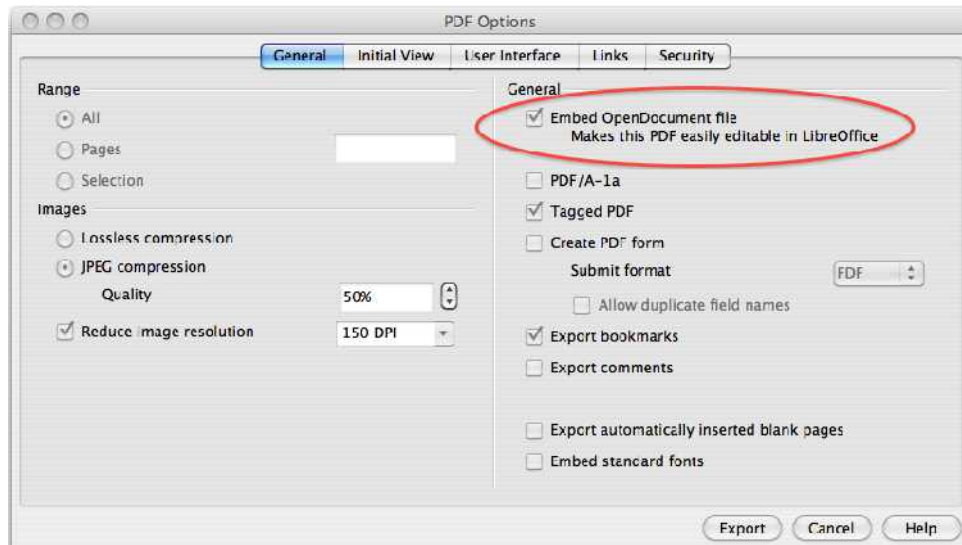 PDF Options
General Initial View User Interface Links Security
Range
All
Pages
Selection
Images
Lossless compression
JPEG compression
Quality 50%
Reduce image resolution 150 DPI
General
Embed OpenDocument file
Makes this PDF easily editable in LibreOffice
PDF/A-1a
Tagged PDF
Create PDF form
Submit format FDF
Allow duplicate field names
Export bookmarks
Export comments
Export automatically inserted blank pages
Embed standard fonts
Export Cancel Help